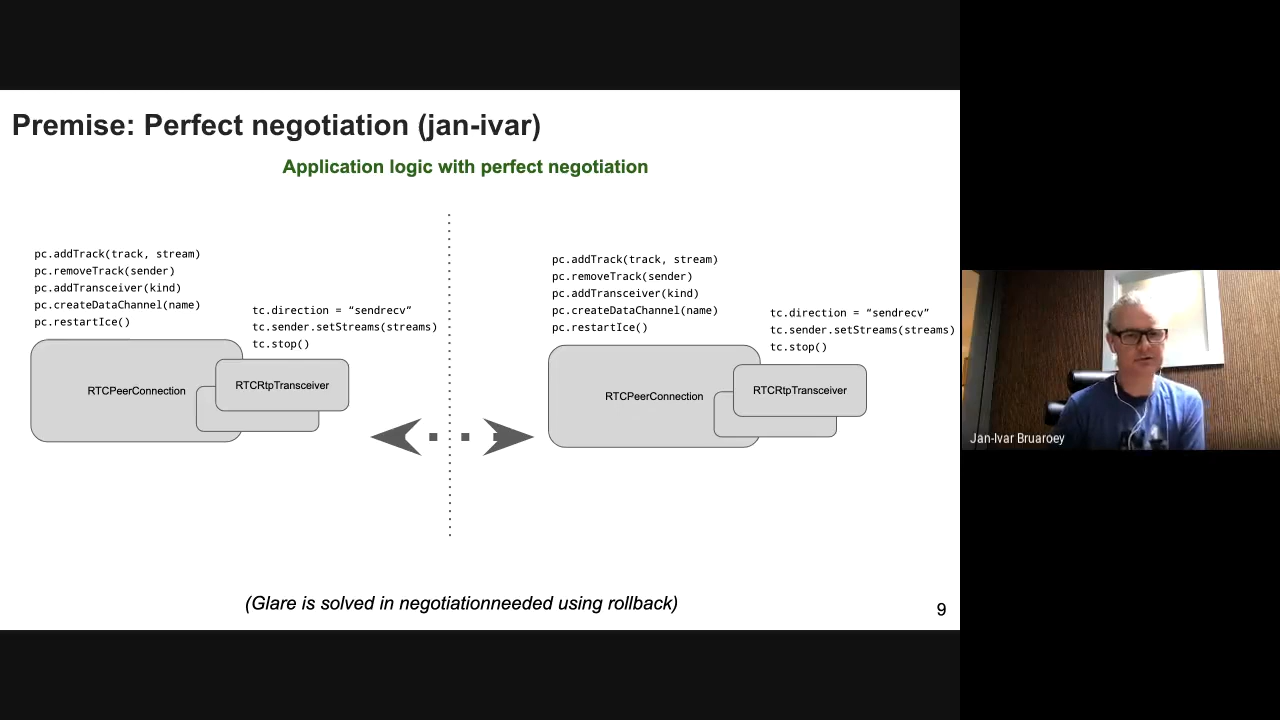 Premise: Perfect negotiation (jan-ivar)
Application logic with perfect negotiation
pc.addTrack(track, stream)
pc.removeTrack(sender)
pc.addTransceiver(kind)
pc.createDataChannel(name)
pc.restartIce()
tc.direction = “sendrecv”
tc.sender.setStreams(streams)
tc.stop()
RTCPeerConnection
RTCRtpTransceiver
pc.addTrack(track, stream)
pc.removeTrack(sender)
pc.addTransceiver(kind)
pc.createDataChannel(name)
pc.restartIce()
tc.direction = “sendrecv”
tc.sender.setStreams(streams)
tc.stop()
RTCPeerConnection
RTCRtpTransceiver
(Glare is solved in negotiationneeded using rollback)
9
Jan-Ivar Bruaroey